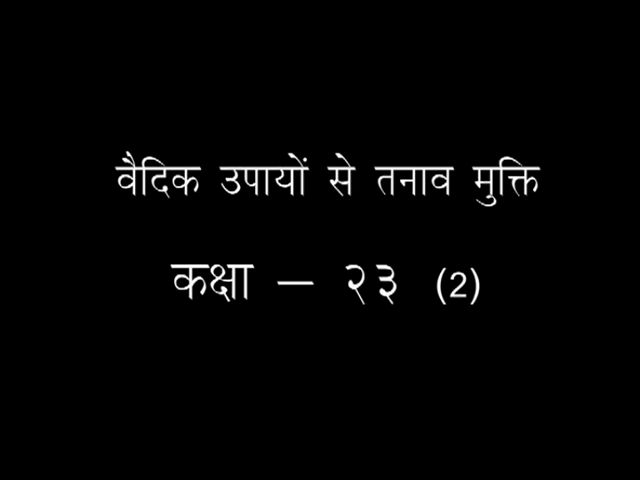 वैदिक उपायों से तनाव मुक्ति
कक्षा – २३ (2)